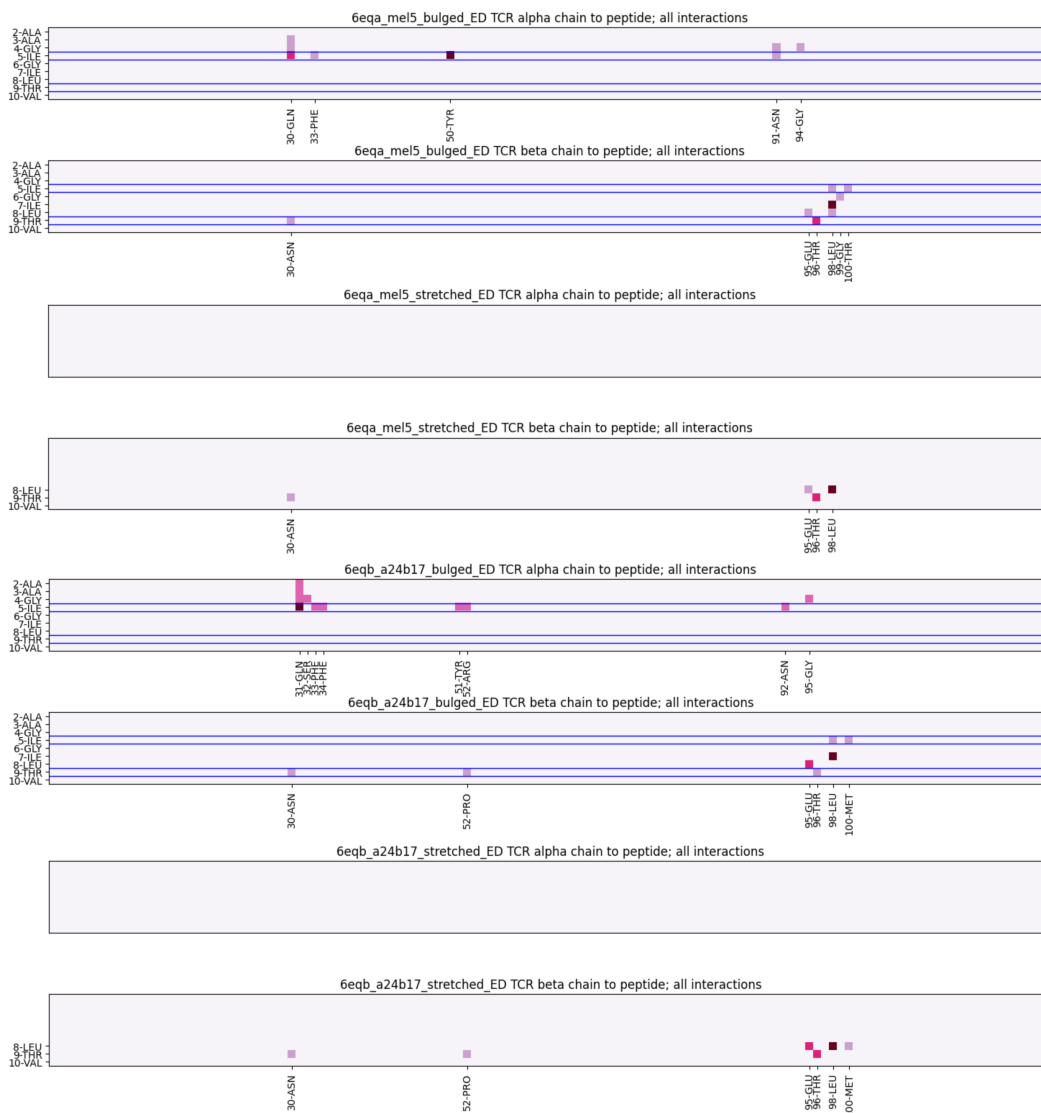 6eqa_mel5_bulged_ED TCR alpha chain to peptide; all interactions
2-ALA
3-ALA
4-GLY
5-ILE
6-GLY
7-ILE
8-LEU
9-THR
10-VAL
30-GLN 33-PHE 50-TYR 91-ASN 94-GLY
6eqa_mel5_bulged_ED TCR beta chain to peptide; all interactions
2-ALA
3-ALA
4-GLY
5-ILE
6-GLY
7-ILE
8-LEU
9-THR
10-VAL
30-ASN 95-GLU 96-THR 98-LEU 99-GLY 100-THR
6eqa_mel5_stretched_ED TCR alpha chain to peptide; all interactions
6eqa_mel5_stretched_ED TCR beta chain to peptide; all interactions
8-LEU
9-THR
10-VAL
30-ASN 95-GLU 96-THR 98-LEU
6eqb_a24b17_bulged_ED TCR alpha chain to peptide; all interactions
2-ALA
3-ALA
4-GLY
5-ILE
6-GLY
7-ILE
8-LEU
9-THR
10-VAL
31-GLN 32-SER 33-PHE 34-PHE 51-TYR 52-ARG 92-ASN 95-GLY
6eqb_a24b17_bulged_ED TCR beta chain to peptide; all interactions
2-ALA
3-ALA
4-GLY
5-ILE
6-GLY
7-ILE
8-LEU
9-THR
10-VAL
30-ASN 52-PRO 95-GLU 96-THR 98-LEU 100-MET
6eqb_a24b17_stretched_ED TCR alpha chain to peptide; all interactions
6eqb_a24b17_stretched_ED TCR beta chain to peptide; all interactions
8-LEU
9-THR
10-VAL
30-ASN 52-PRO 95-GLU 96-THR 98-LEU 00-MET